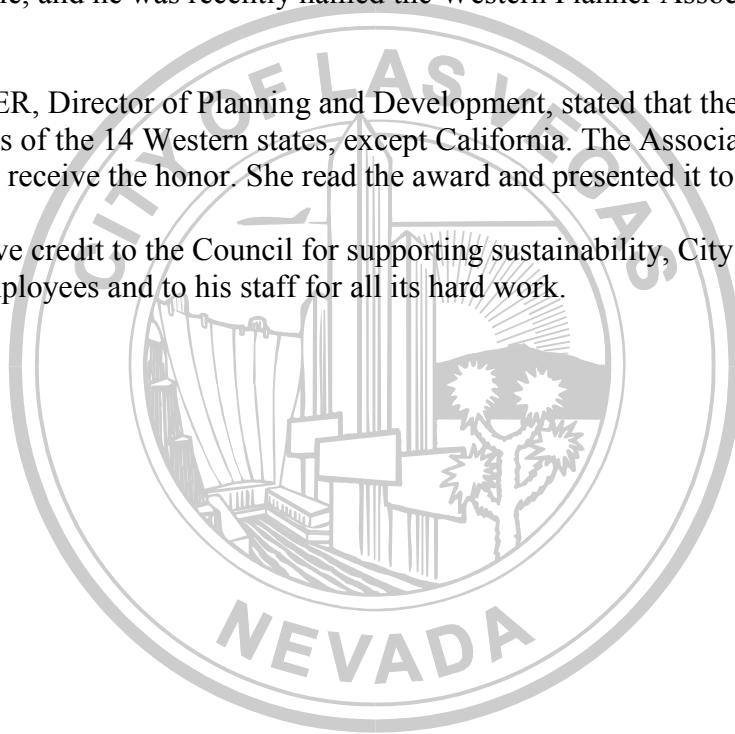 le, and he was recently named the Western Planner Assoc
ER, Director of Planning and Development, stated that the
s of the 14 Western states, except California. The Associa
receive the honor. She read the award and presented it to
ve credit to the Council for supporting sustainability, City
ployees and to his staff for all its hard work.
CITY OF LAS VEGAS
NEVADA